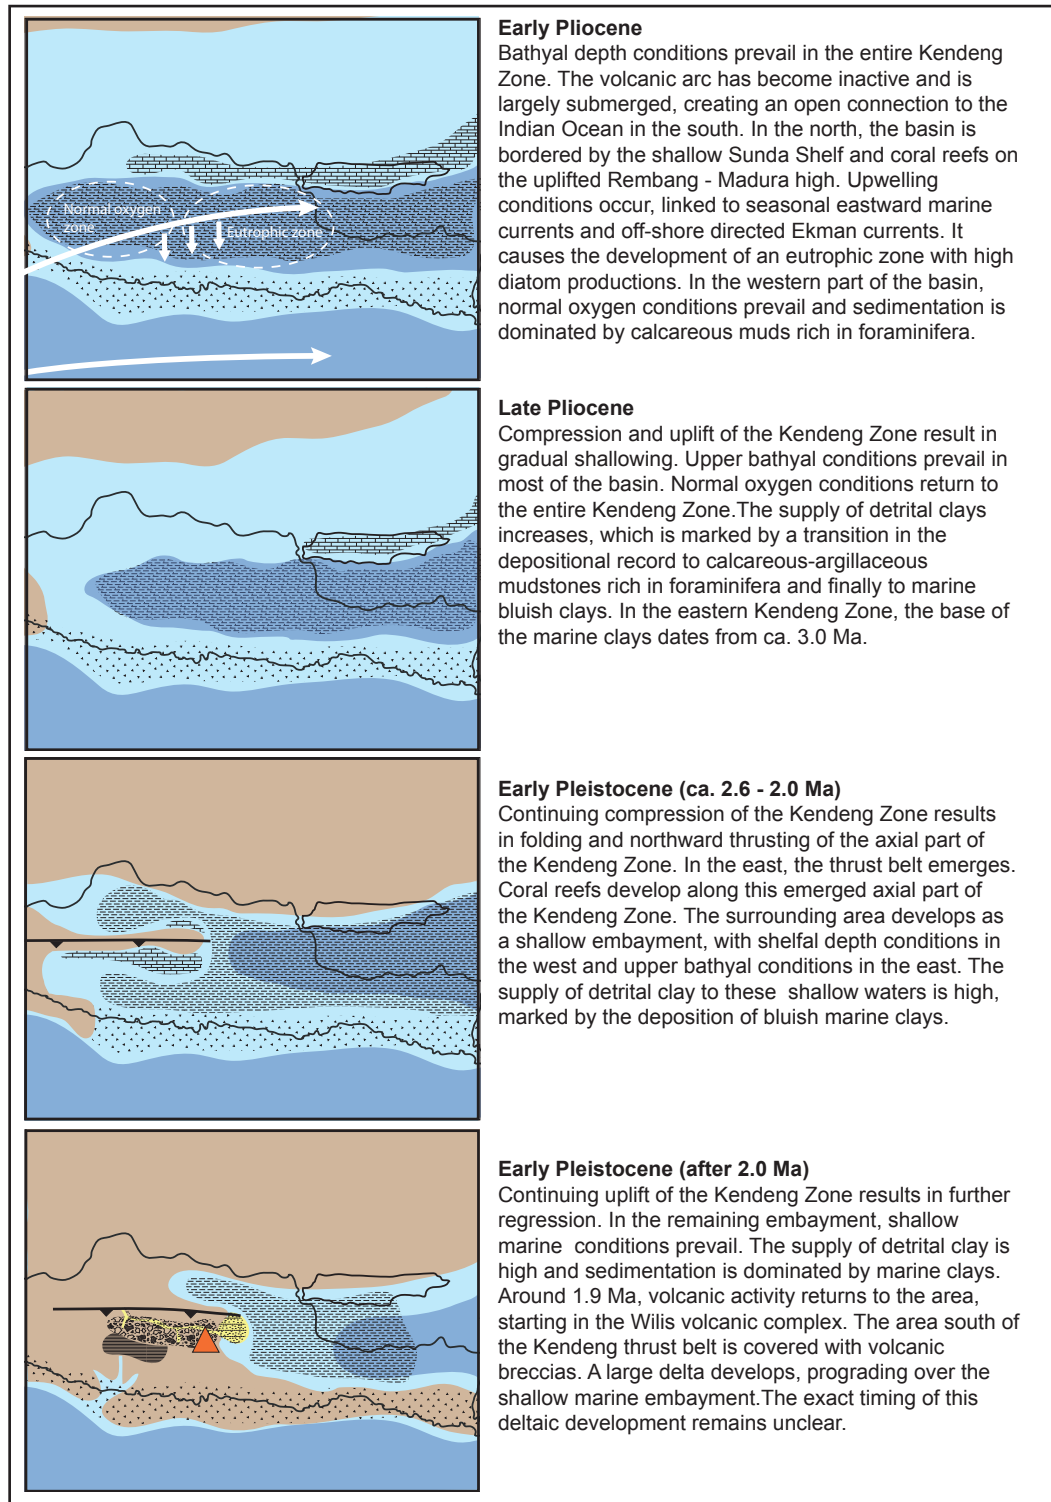 Early Pliocene
Bathyal depth conditions prevail in the entire Kendeng
Zone. The volcanic arc has become inactive and is
largely submerged, creating an open connection to the
Indian Ocean in the south. In the north, the basin is
bordered by the shallow Sunda Shelf and coral reefs on
the uplifted Rembang - Madura high. Upwelling
conditions occur, linked to seasonal eastward marine
currents and off-shore directed Ekman currents. It
causes the development of an eutrophic zone with high
diatom productions. In the western part of the basin,
normal oxygen conditions prevail and sedimentation is
dominated by calcareous muds rich in foraminifera.
Normal oxygen
zone
Eutrophic zone
Late Pliocene
Compression and uplift of the Kendeng Zone result in
gradual shallowing. Upper bathyal conditions prevail in
most of the basin. Normal oxygen conditions return to
the entire Kendeng Zone.The supply of detrital clays
increases, which is marked by a transition in the
depositional record to calcareous-argillaceous
mudstones rich in foraminifera and finally to marine
bluish clays. In the eastern Kendeng Zone, the base of
the marine clays dates from ca. 3.0 Ma.
Early Pleistocene (ca. 2.6 - 2.0 Ma)
Continuing compression of the Kendeng Zone results
in folding and northward thrusting of the axial part of
the Kendeng Zone. In the east, the thrust belt emerges.
Coral reefs develop along this emerged axial part of
the Kendeng Zone. The surrounding area develops as
a shallow embayment, with shelfal depth conditions in
the west and upper bathyal conditions in the east. The
supply of detrital clay to these  shallow waters is high,
marked by the deposition of bluish marine clays.
Early Pleistocene (after 2.0 Ma)
Continuing uplift of the Kendeng Zone results in further
regression. In the remaining embayment, shallow
marine  conditions prevail. The supply of detrital clay is
high and sedimentation is dominated by marine clays.
Around 1.9 Ma, volcanic activity returns to the area,
starting in the Wilis volcanic complex. The area south of
the Kendeng thrust belt is covered with volcanic
breccias. A large delta develops, prograding over the
shallow marine embayment.The exact timing of this
deltaic development remains unclear.